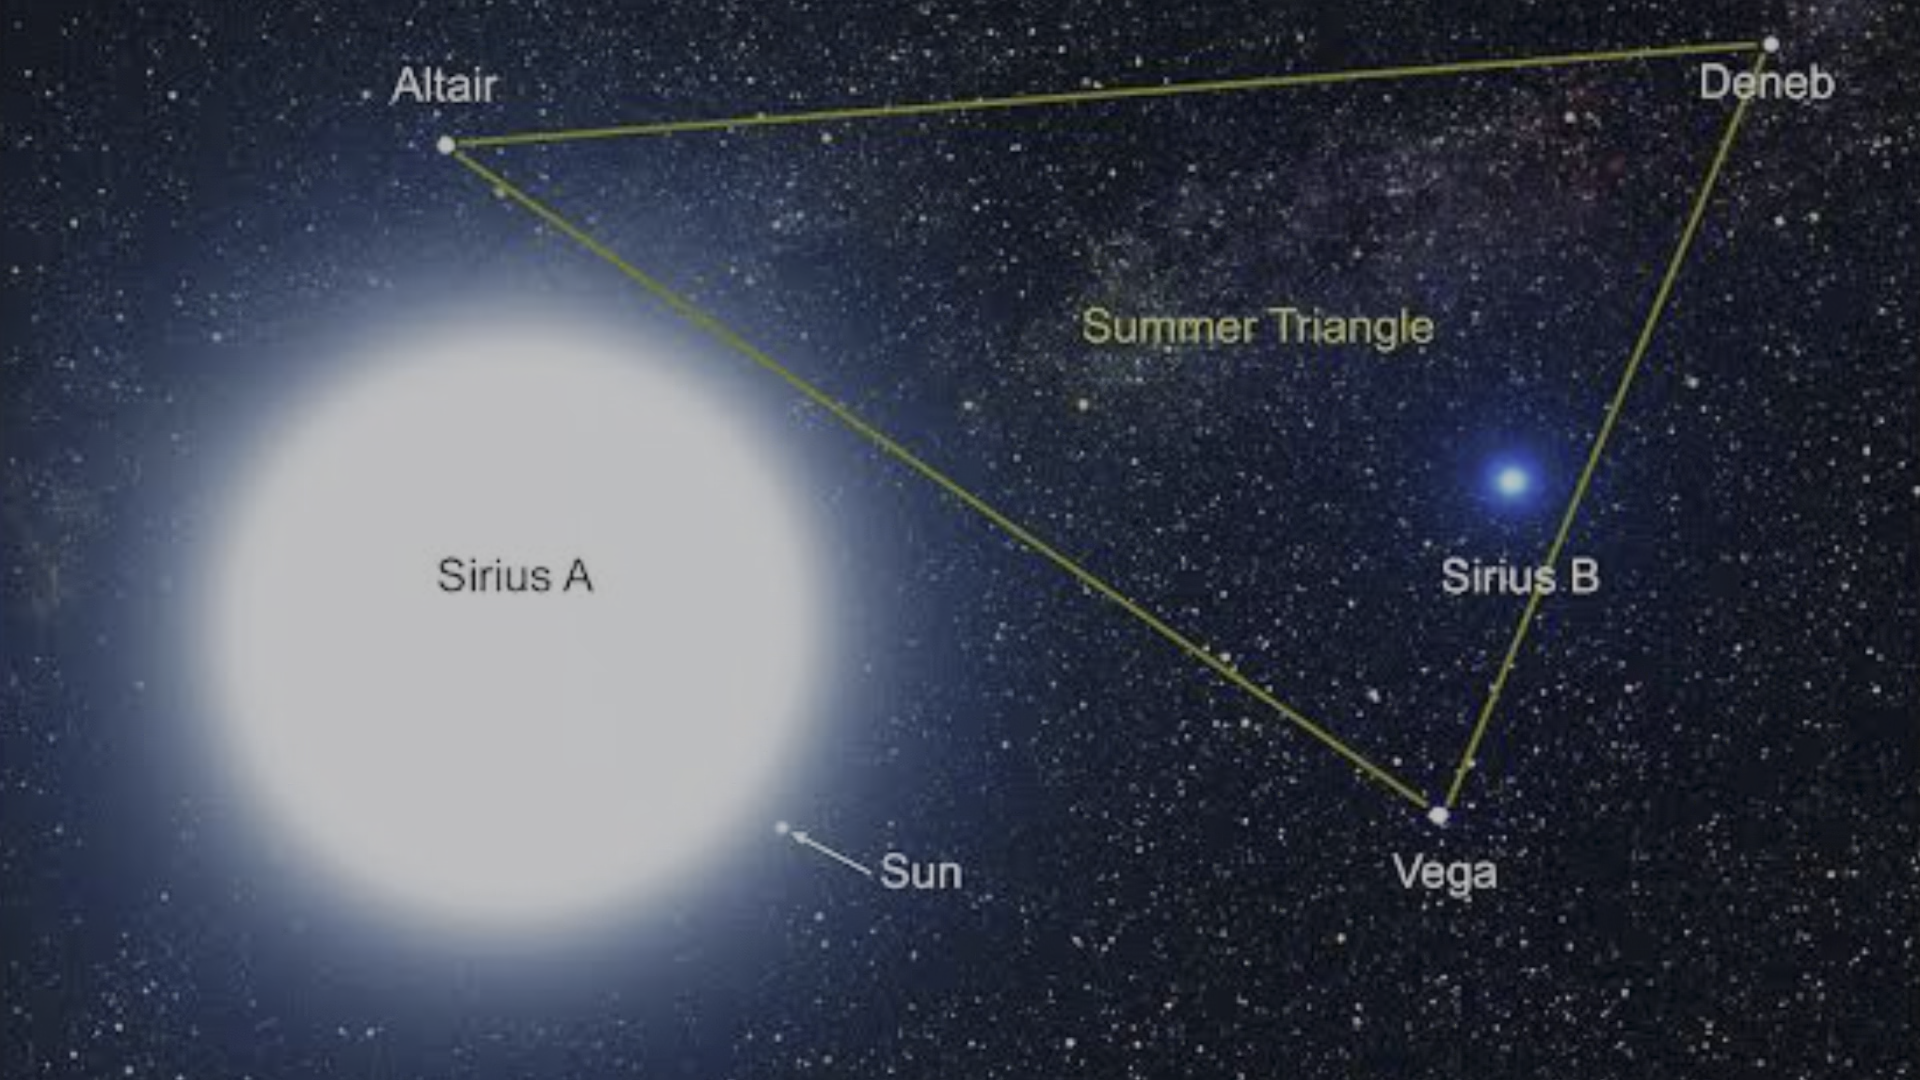 Altair
Deneb
Summer Triangle
Sirius A
Sirius B
Sun
Vega